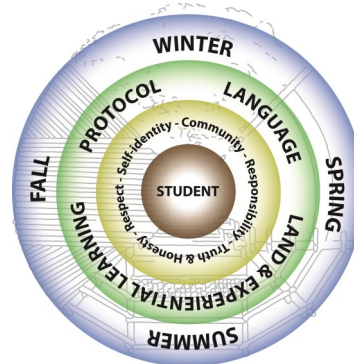 WINTER
SPRING
SUMMER
FALL
PROTOCOL
LANGUAGE
LAND & EXPERIENTIAL LEARNING
Respect - Self-identity - Community - Responsibility - Truth & Honesty -
STUDENT